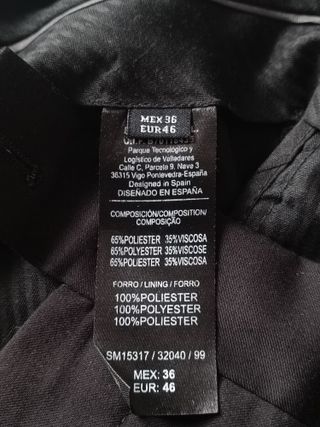 MEX 36
EUR 46
Parque Tecnológico y
Logístico de Valladares
Calle C, Parcela 9, Nave 3
36315 Vigo Pontevedra-España
Designed in Spain
DISEÑADO EN ESPAÑA
COMPOSICIÓN/COMPOSITION/
COMPOSIÇÃO
65%POLIESTER 35%VISCOSA
65%POLYESTER 35%VISCOSE
65%POLIESTER 35%VISCOSA
FORRO / LINING / FORRO
100%POLIESTER
100%POLYESTER
100%POLIESTER
SM15317 / 32040 / 99
MEX: 36
EUR: 46